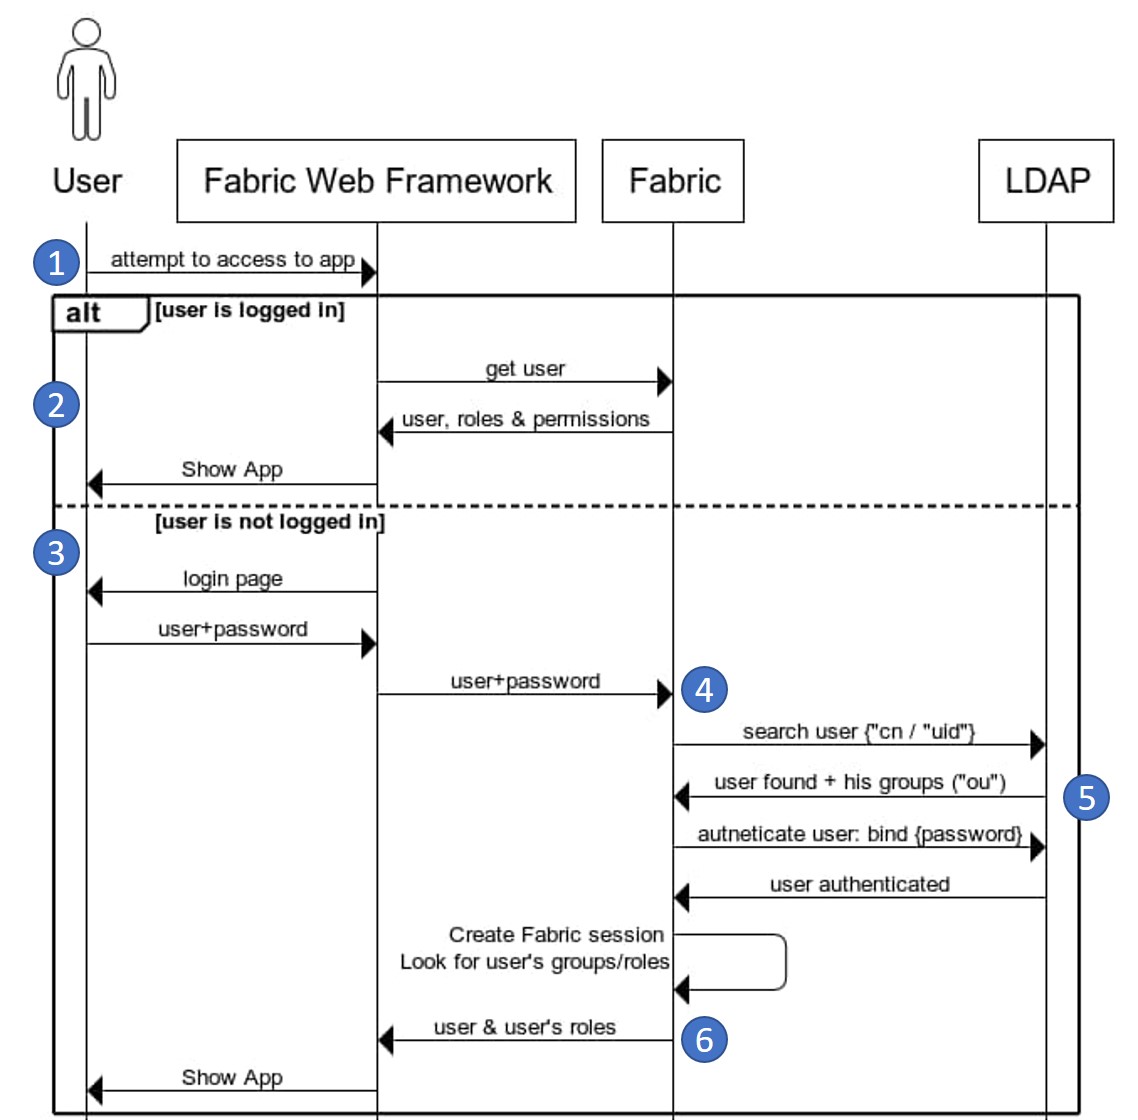 User
Fabric Web Framework
Fabric
LDAP
1
attempt to access to app
alt
[user is logged in]
get user
2
user, roles & permissions
Show App
[user is not logged in]
3
login page
user+password
user+password
4
search user {"cn / "uid"}
user found + his groups ("ou")
5
autneticate user: bind {password}
user authenticated
Create Fabric session
Look for user's groups/roles
user & user's roles
6
Show App